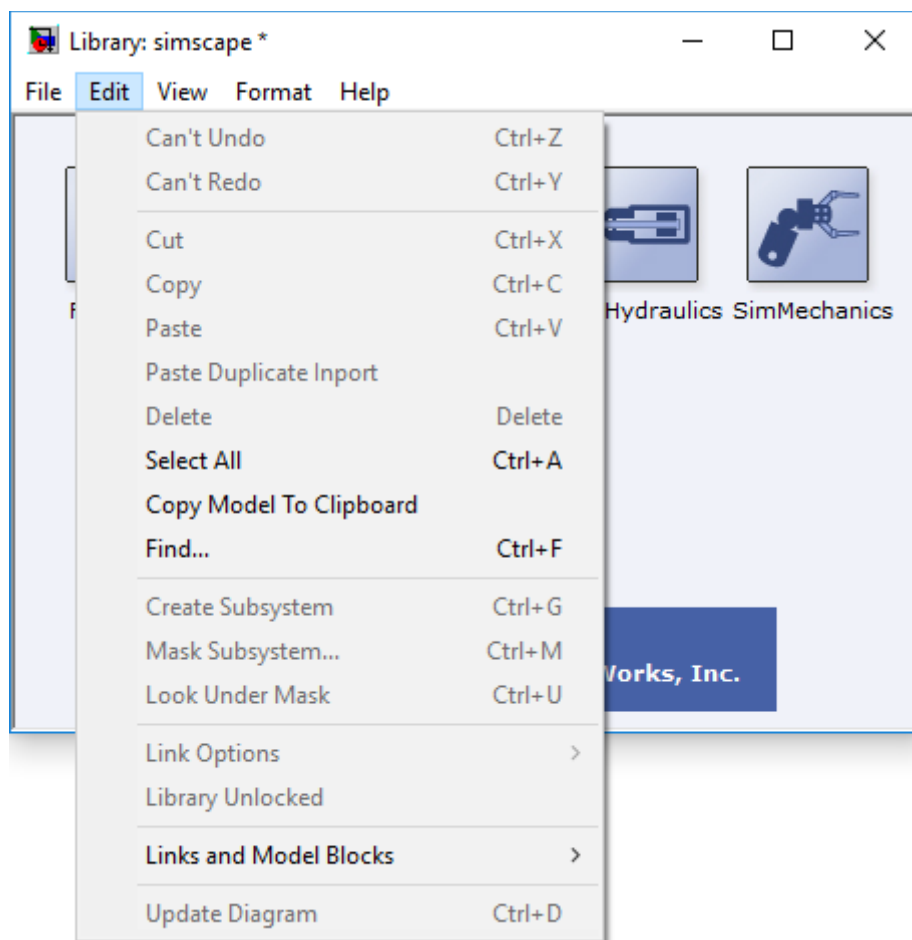 Library: simscape *
File Edit View Format Help
Can't Undo Ctrl+Z
Can't Redo Ctrl+Y
Cut Ctrl+X
Copy Ctrl+C
Paste Ctrl+V
Paste Duplicate Inport
Delete Delete
Select All Ctrl+A
Copy Model To Clipboard
Find... Ctrl+F
Create Subsystem Ctrl+G
Mask Subsystem... Ctrl+M
Look Under Mask Ctrl+U
Link Options
Library Unlocked
Links and Model Blocks
Update Diagram Ctrl+D
Hydraulics SimMechanics
Works, Inc.